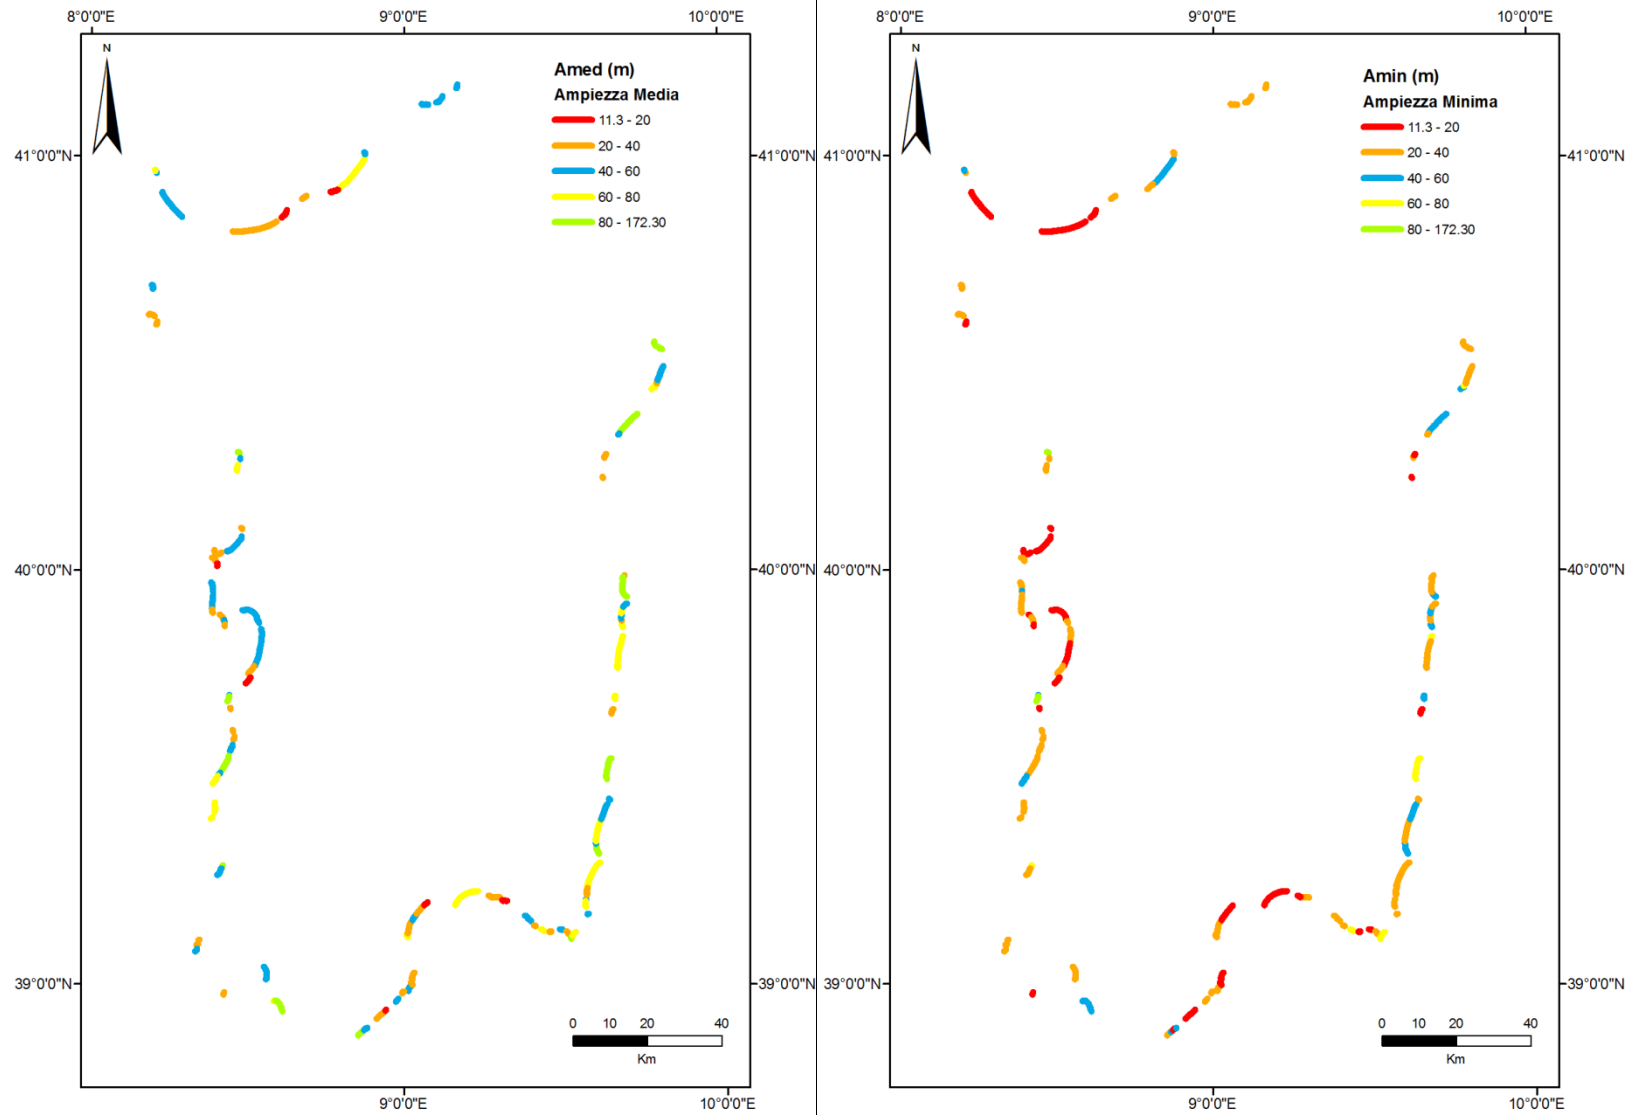 8°0'0"E
9°0'0"E
10°0'0"E
N
Amed (m)
Ampiezza Media
11.3 - 20
20 - 40
40 - 60
60 - 80
80 - 172.30
41°0'0"N
41°0'0"N
40°0'0"N
40°0'0"N
39°0'0"N
39°0'0"N
0 10 20 40
Km
9°0'0"E
10°0'0"E
8°0'0"E
9°0'0"E
10°0'0"E
N
Amin (m)
Ampiezza Minima
11.3 - 20
20 - 40
40 - 60
60 - 80
80 - 172.30
41°0'0"N
40°0'0"N
39°0'0"N
0 10 20 40
Km
9°0'0"E
10°0'0"E